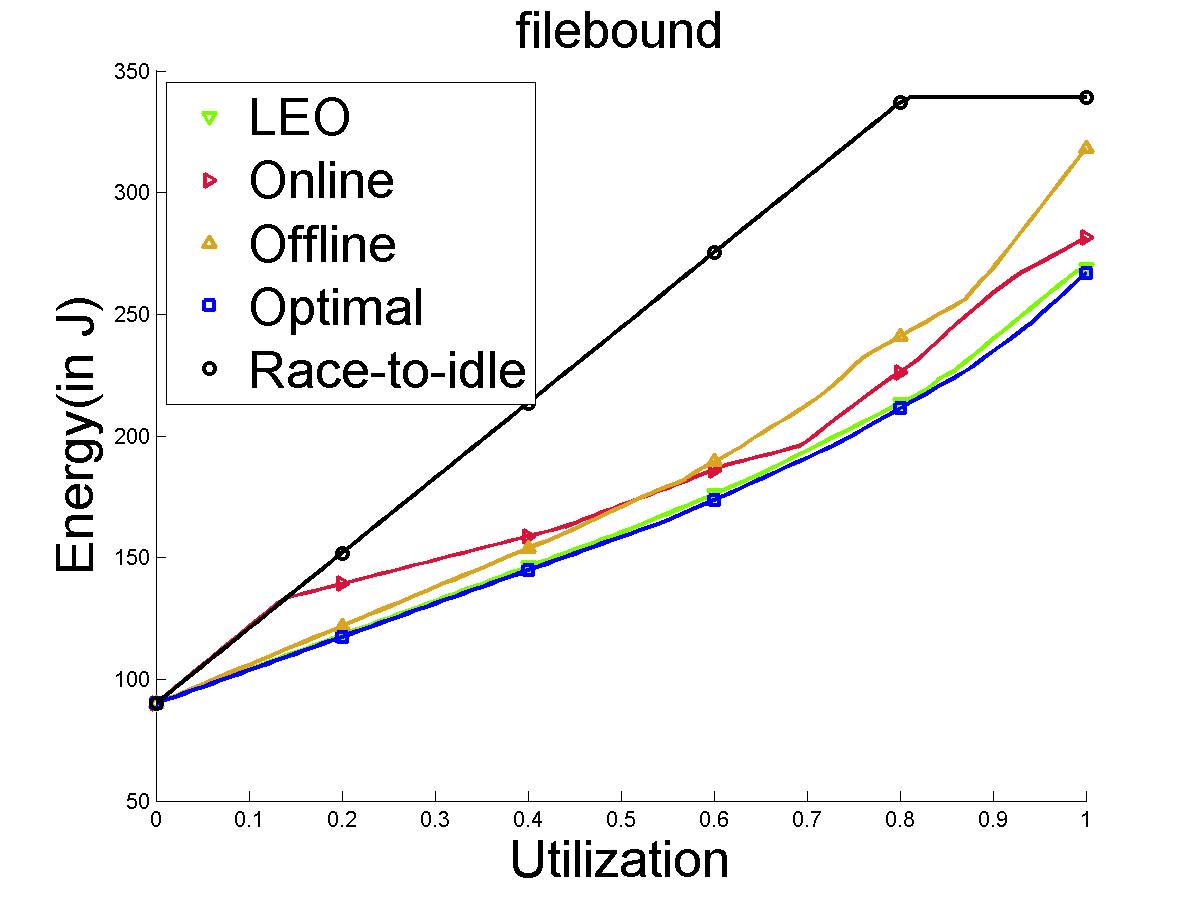 filebound
350
300
250
200
150
100
50
Energy(in J)
LEO
Online
Offline
Optimal
Race-to-idle
0
0.1
0.2
0.3
0.4
0.5
0.6
0.7
0.8
0.9
1
Utilization